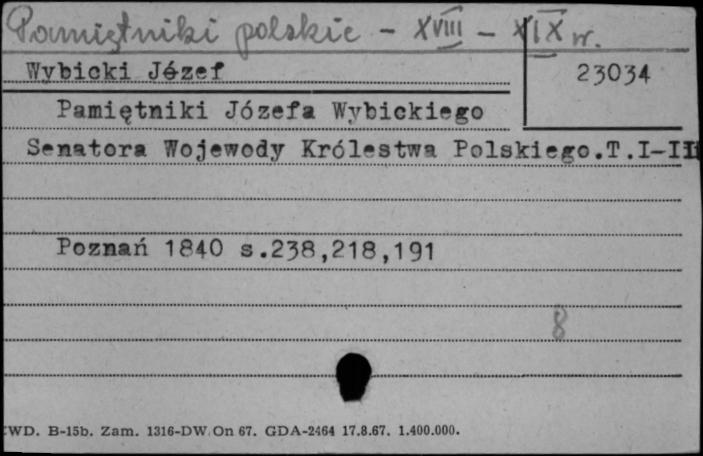 Pamiętniki polskie - XVIII - XIX w.
Wybicki Józef
23034
Pamiętniki Józefa Wybickiego
Senatora Wojewody Królestwa Polskiego.T.I-III
Poznań 1840 s.238,218,191
8
WD. B-15b. Zam. 1316-DW.On 67. GDA-2464 17.8.67. 1.400.000.